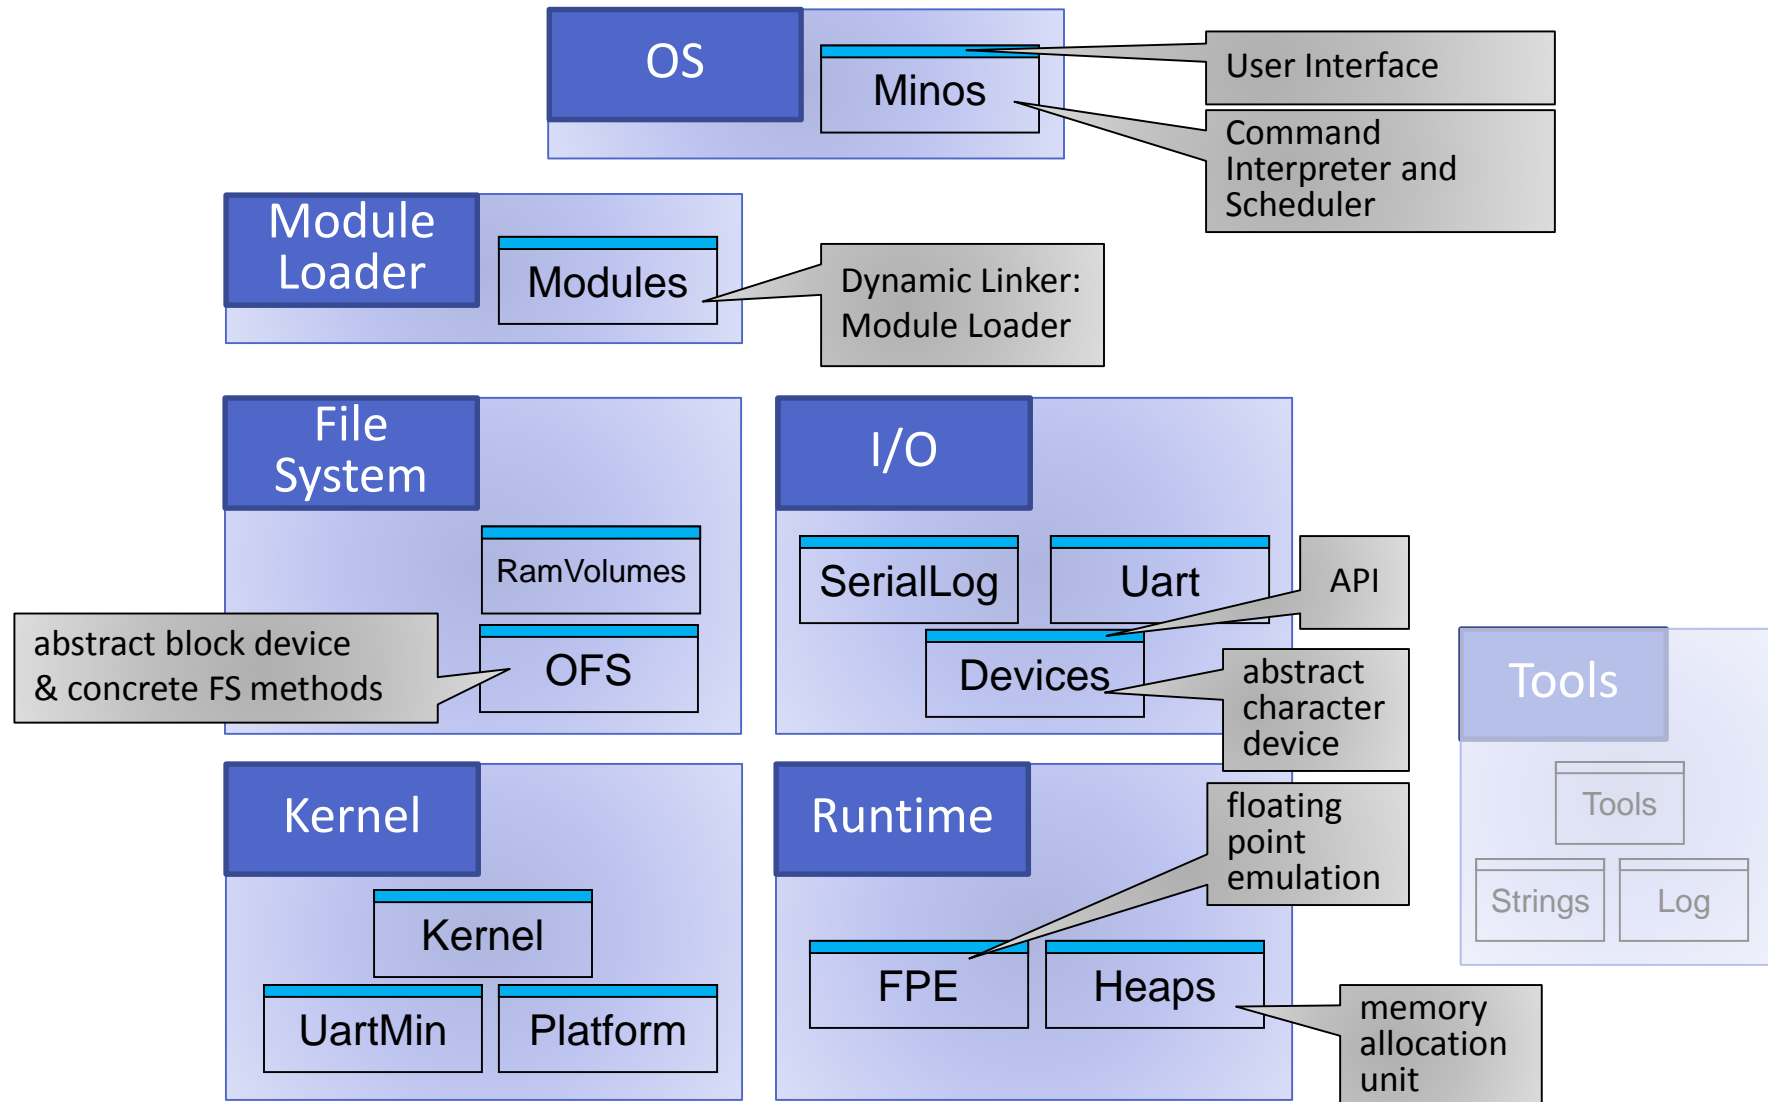 OS
Minos
User Interface
Command
Interpreter and
Scheduler
Module
Loader
Modules
Dynamic Linker:
Module Loader
File
System
RamVolumes
OFS
abstract block device
& concrete FS methods
I/O
SerialLog
Uart
Devices
API
abstract
character
device
Tools
Tools
Strings
Log
Kernel
Kernel
UartMin
Platform
Runtime
floating
point
emulation
FPE
Heaps
memory
allocation
unit